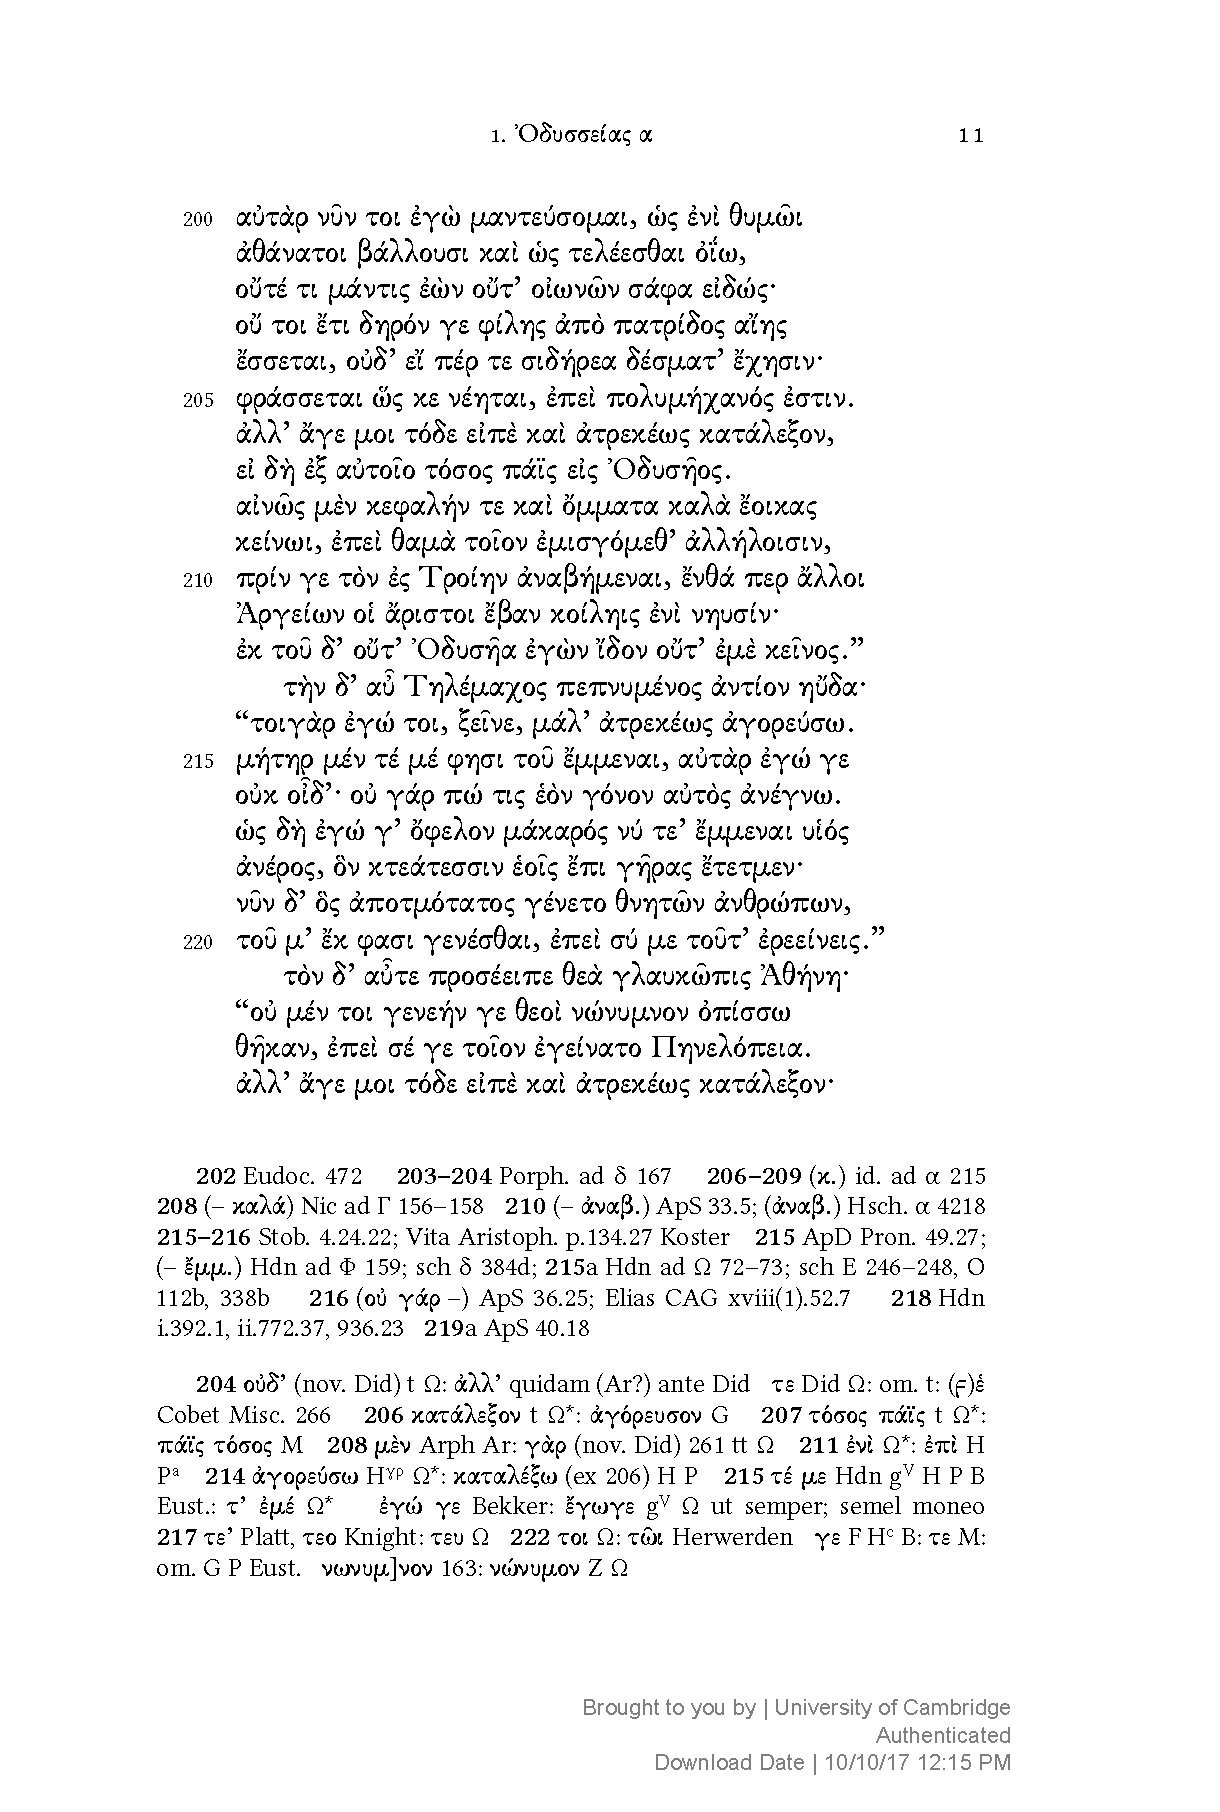 1. Ὀδυσσείας α 11
200 αὐτὰρ νῦν τοι ἐγὼ μαντεύσομαι, ὡς ἐνὶ θυμῶι
ἀθάνατοι βάλλουσι καὶ ὡς τελέεσθαι ὀΐω,
οὔτέ τι μάντις ἐὼν οὔτ’ οἰωνῶν σάφα εἰδώς·
οὔ τοι ἔτι δηρόν γε φίλης ἀπὸ πατρίδος αἴης
ἔσσεται, οὐδ’ εἴ πέρ τε σιδήρεα δέσματ’ ἔχησιν·
205 φράσσεται ὥς κε νέηται, ἐπεὶ πολυμήχανός ἐστιν.
ἀλλ’ ἄγε μοι τόδε εἰπὲ καὶ ἀτρεκέως κατάλεξον,
εἰ δὴ ἐξ αὐτοῖο τόσος πάϊς εἰς Ὀδυσῆος.
αἰνῶς μὲν κεφαλήν τε καὶ ὄμματα καλὰ ἔοικας
κείνωι, ἐπεὶ θαμὰ τοῖον ἐμισγόμεθ’ ἀλλήλοισιν,
210 πρίν γε τὸν ἐς Τροίην ἀναβήμεναι, ἔνθά περ ἄλλοι
Ἀργείων οἱ ἄριστοι ἔβαν κοίληις ἐνὶ νηυσίν·
ἐκ τοῦ δ’ οὔτ’ Ὀδυσῆα ἐγὼν ἴδον οὔτ’ ἐμὲ κεῖνος.”
τὴν δ’ αὖ Τηλέμαχος πεπνυμένος ἀντίον ηὔδα·
“τοιγὰρ ἐγώ τοι, ξεῖνε, μάλ’ ἀτρεκέως ἀγορεύσω.
215 μήτηρ μέν τέ μέ φησι τοῦ ἔμμεναι, αὐτὰρ ἐγώ γε
οὐκ οἶδ’· οὐ γάρ πώ τις ἑὸν γόνον αὐτὸς ἀνέγνω.
ὡς δὴ ἐγώ γ’ ὄφελον μάκαρός νύ τε’ ἔμμεναι υἱός
ἀνέρος, ὃν κτεάτεσσιν ἑοῖς ἔπι γῆρας ἔτετμεν·
νῦν δ’ ὃς ἀποτμότατος γένετο θνητῶν ἀνθρώπων,
220 τοῦ μ’ ἔκ φασι γενέσθαι, ἐπεὶ σύ με τοῦτ’ ἐρεείνεις.”
τὸν δ’ αὖτε προσέειπε θεὰ γλαυκῶπις Ἀθήνη·
“οὐ μέν τοι γενεήν γε θεοὶ νώνυμνον ὀπίσσω
θῆκαν, ἐπεὶ σέ γε τοῖον ἐγείνατο Πηνελόπεια.
ἀλλ’ ἄγε μοι τόδε εἰπὲ καὶ ἀτρεκέως κατάλεξον·
202 Eudoc. 472 203–204 Porph. ad δ 167 206–209 (κ.) id. ad α 215
208 (– καλά) Nic ad Γ 156–158 210 (– ἀναβ.) ApS 33.5; (ἀναβ.) Hsch. α 4218
215–216 Stob. 4.24.22; Vita Aristoph. p.134.27 Koster 215 ApD Pron. 49.27;
(– ἔμμ.) Hdn ad Φ 159; sch δ 384d; 215a Hdn ad Ω 72–73; sch Ε 246–248, Ο
112b, 338b 216 (οὐ γάρ –) ApS 36.25; Elias CAG xviii(1).52.7 218 Hdn
i.392.1, ii.772.37, 936.23 219a ApS 40.18
204 οὐδ’ (nov. Did) t Ω: ἀλλ’ quidam (Ar?) ante Did τε Did Ω: om. t: (ϝ)ἑ
Cobet Misc. 266 206 κατάλεξον t Ω*: ἀγόρευσον G 207 τόσος πάϊς t Ω*:
πάϊς τόσος M 208 μὲν Arph Ar: γὰρ (nov. Did) 261 tt Ω 211 ἐνὶ Ω*: ἐπὶ H
Pᵃ 214 ἀγορεύσω Hᵞᵖ Ω*: καταλέξω (ex 206) H P 215 τέ με Hdn gⱽ H P B
Eust.: τ’ ἐμέ Ω* ἐγώ γε Bekker: ἔγωγε gⱽ Ω ut semper; semel moneo
217 τε’ Platt, τεο Knight: τευ Ω 222 τοι Ω: τῶι Herwerden γε F Hᶜ B: τε M:
om. G P Eust. νωνυμ]νον 163: νώνυμον Z Ω
Brought to you by | University of Cambridge
Authenticated
Download Date | 10/10/17 12:15 PM